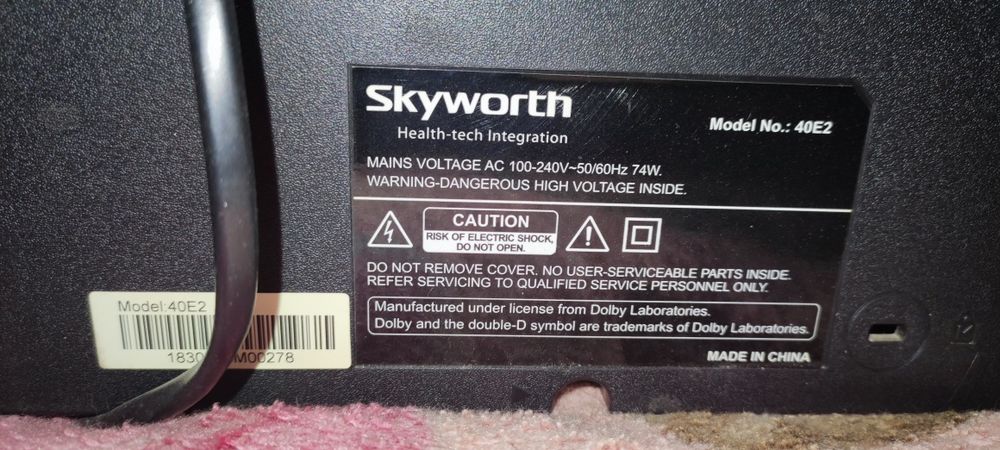 Skyworth
Health-tech Integration
Model No.: 40E2
MAINS VOLTAGE AC 100-240V~50/60Hz 74W.
WARNING-DANGEROUS HIGH VOLTAGE INSIDE.
CAUTION
RISK OF ELECTRIC SHOCK,
DO NOT OPEN.
DO NOT REMOVE COVER. NO USER-SERVICEABLE PARTS INSIDE.
REFER SERVICING TO QUALIFIED SERVICE PERSONNEL ONLY.
Manufactured under license from Dolby Laboratories.
Dolby and the double-D symbol are trademarks of Dolby Laboratories.
MADE IN CHINA
Model:40E2